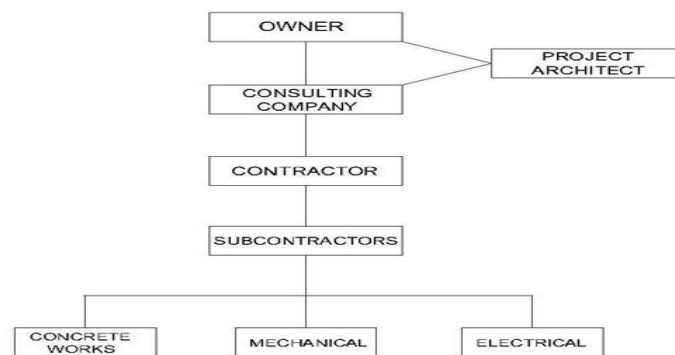 OWNER
PROJECT
ARCHITECT
CONSULTING
COMPANY
CONTRACTOR
SUBCONTRACTORS
CONCRETE
WORKS
MECHANICAL
ELECTRICAL